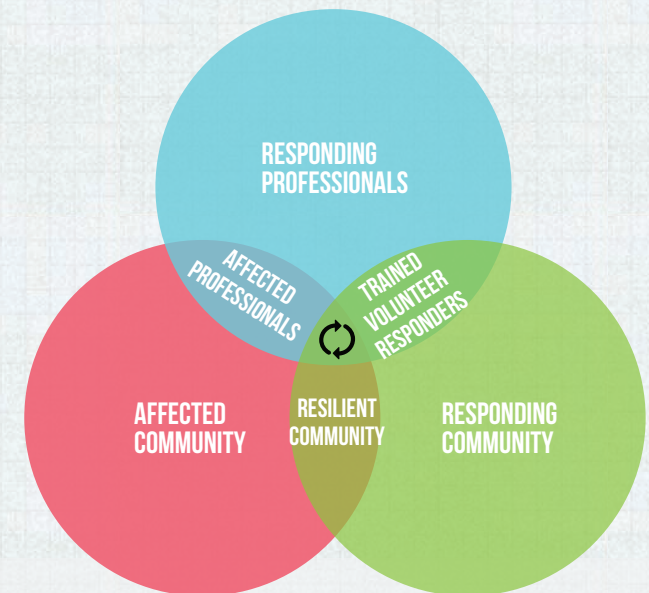 RESPONDING
PROFESSIONALS
AFFECTED
PROFESSIONALS
TRAINED
VOLUNTEER
RESPONDERS
AFFECTED
COMMUNITY
RESILIENT
COMMUNITY
RESPONDING
COMMUNITY